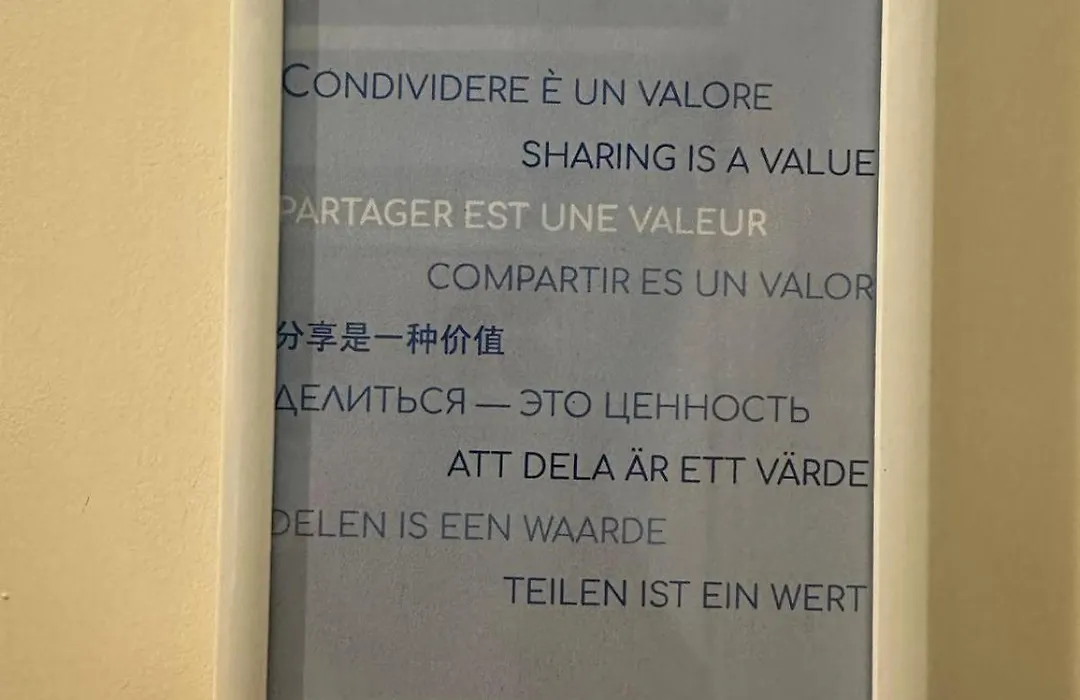 CONDIVIDERE È UN VALORE
SHARING IS A VALUE
PARTAGER EST UNE VALEUR
COMPARTIR ES UN VALOR
分享是一种价值
ДЕЛИТЬСЯ — ЭТО ЦЕННОСТЬ
ATT DELA ÄR ETT VÄRDE
DELEN IS EEN WAARDE
TEILEN IST EIN WERT